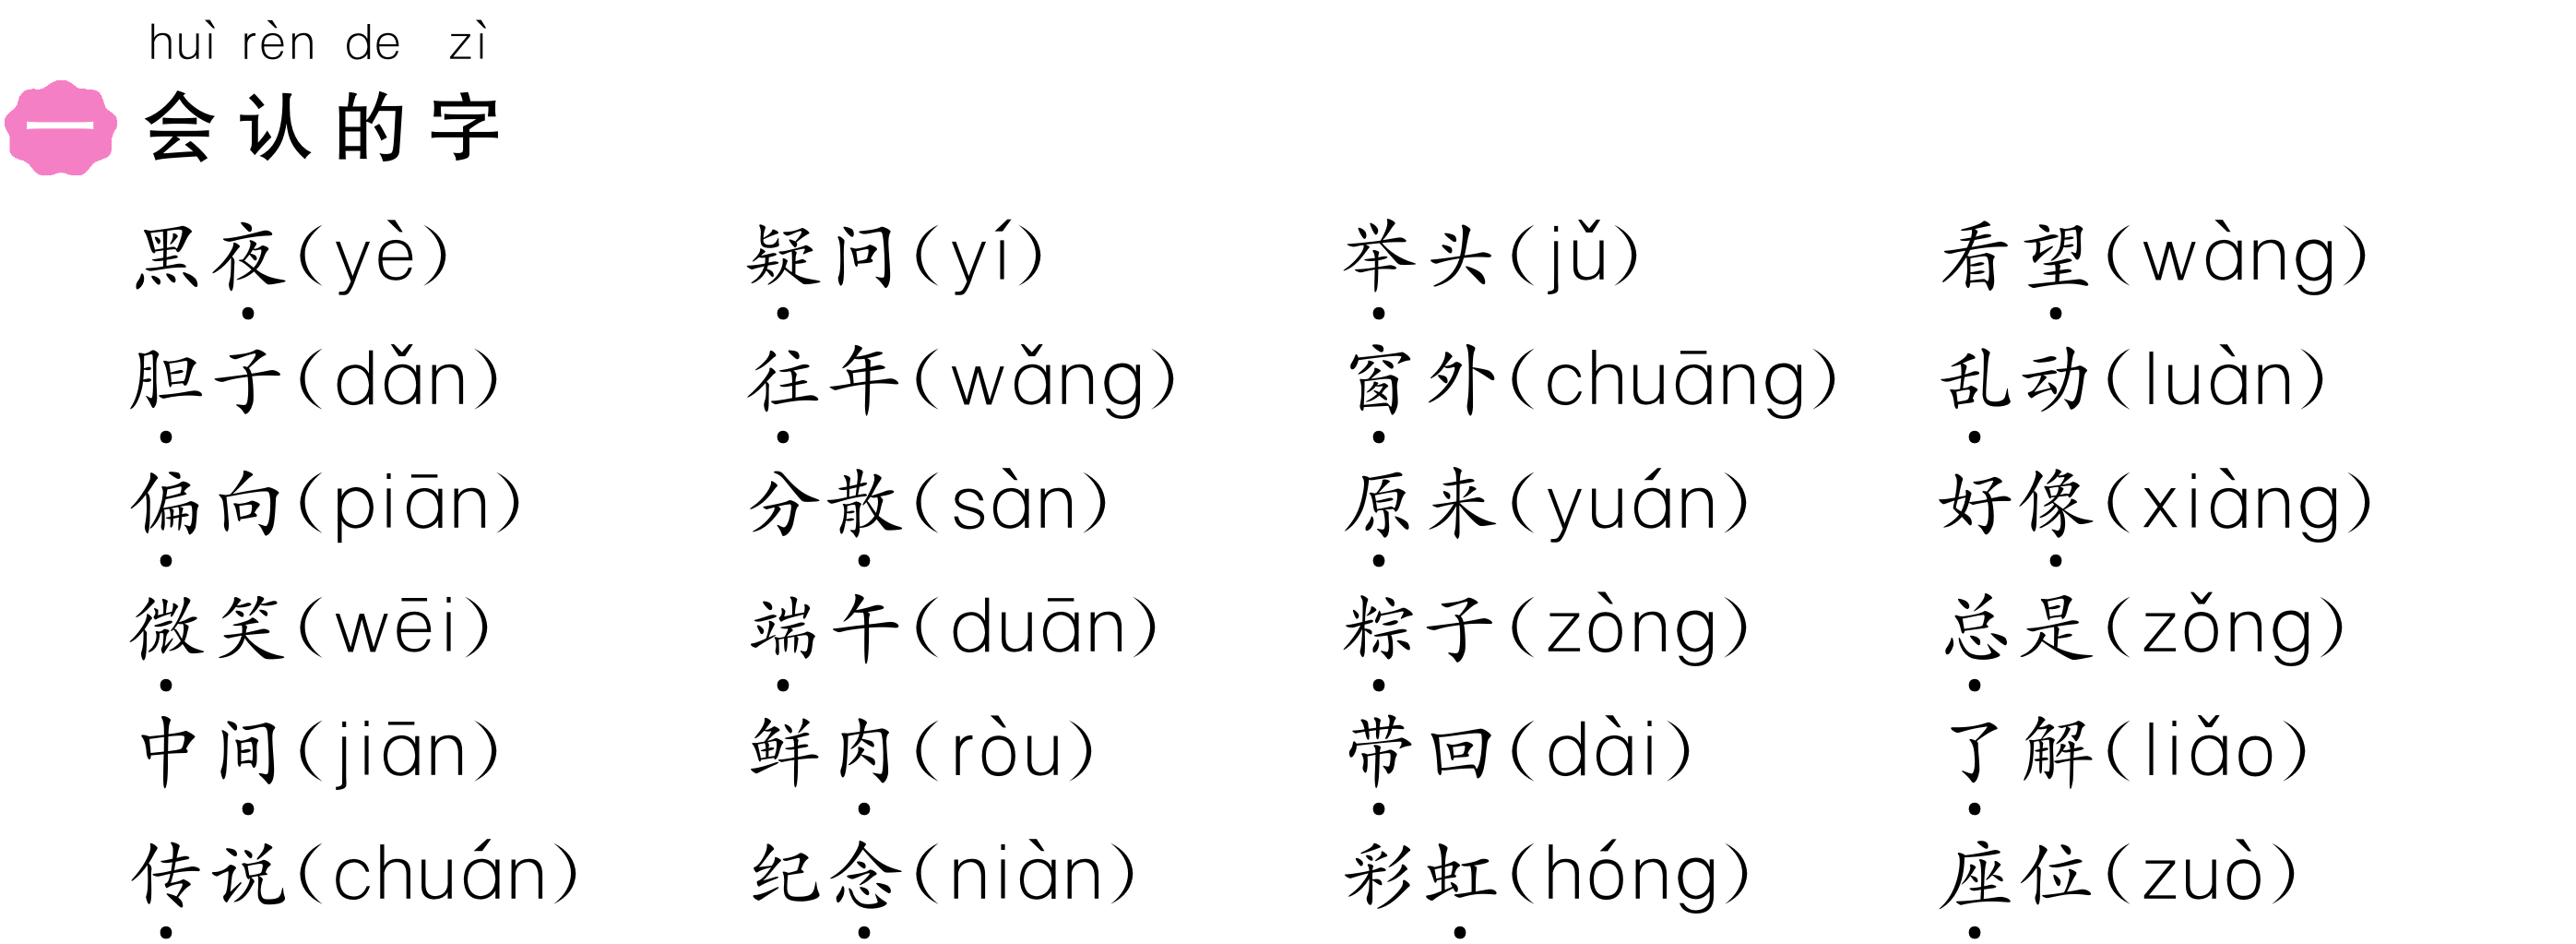 huì rèn de zì
一 会认的字
黑夜(yè) 疑问(yí) 举头(jǔ) 看望(wàng)
胆子(dǎn) 往年(wǎng) 窗外(chuāng) 乱动(luàn)
偏向(piān) 分散(sàn) 原来(yuán) 好像(xiàng)
微笑(wēi) 端午(duān) 粽子(zòng) 总是(zǒng)
中间(jiān) 鲜肉(ròu) 带回(dài) 了解(liǎo)
传说(chuán) 纪念(niàn) 彩虹(hóng) 座位(zuò)